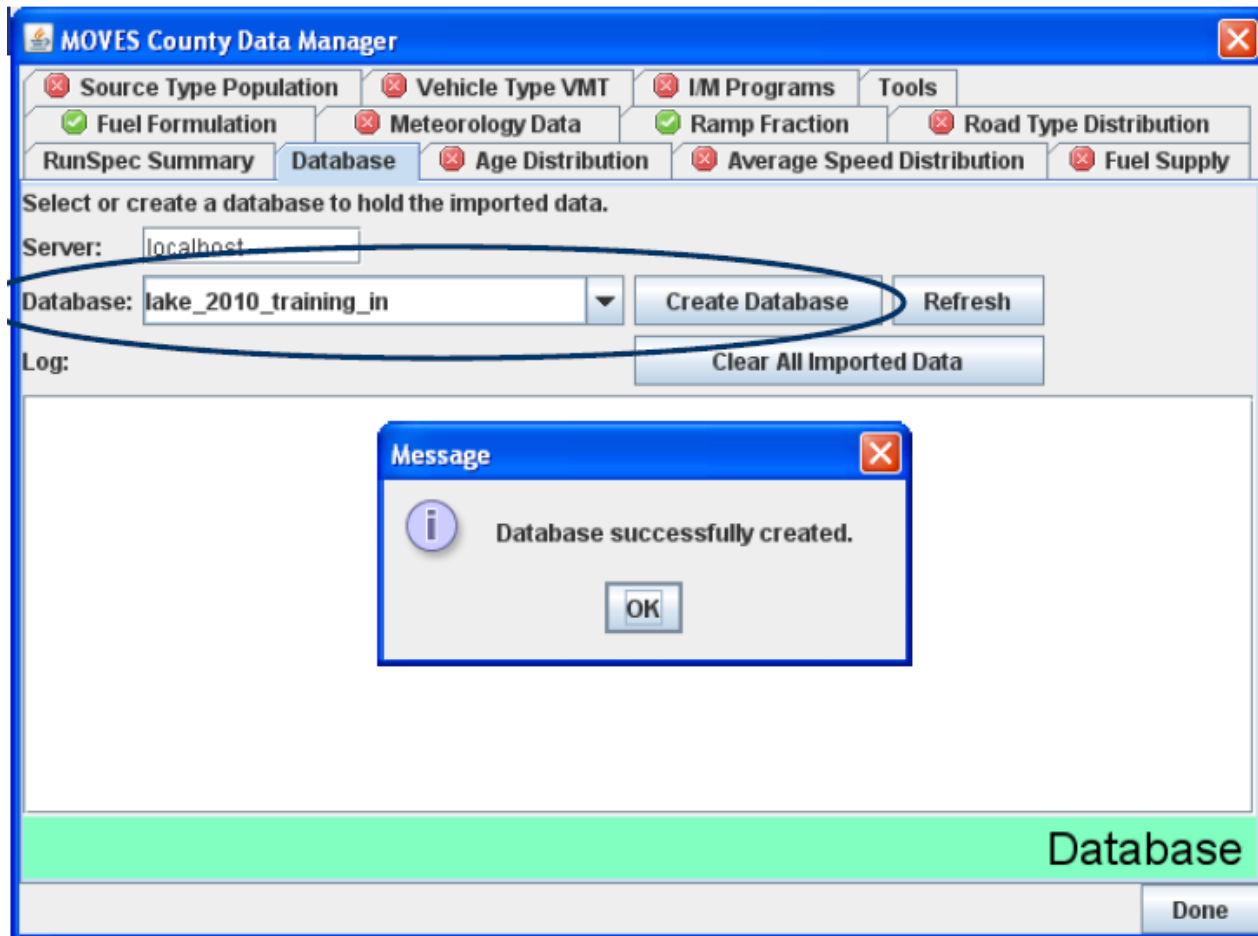 MOVES County Data Manager
Source Type Population Vehicle Type VMT I/M Programs Tools
Fuel Formulation Meteorology Data Ramp Fraction Road Type Distribution
RunSpec Summary Database Age Distribution Average Speed Distribution Fuel Supply
Select or create a database to hold the imported data.
Server: localhost
Database: lake_2010_training_in Create Database Refresh
Log: Clear All Imported Data
Message
Database successfully created.
OK
Database
Done